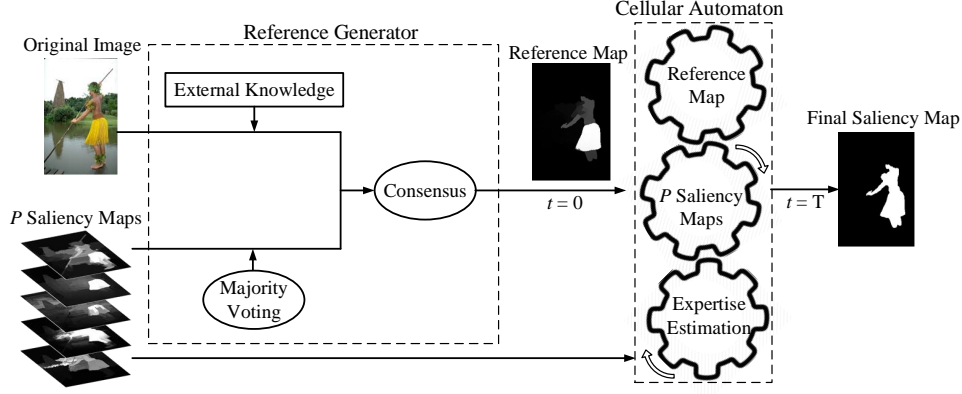 Cellular Automaton
Reference Generator
Original Image
External Knowledge
Reference Map
Reference
Map
Final Saliency Map
Consensus
t = 0
P Saliency
Maps
t = T
P Saliency Maps
Majority
Voting
Expertise
Estimation